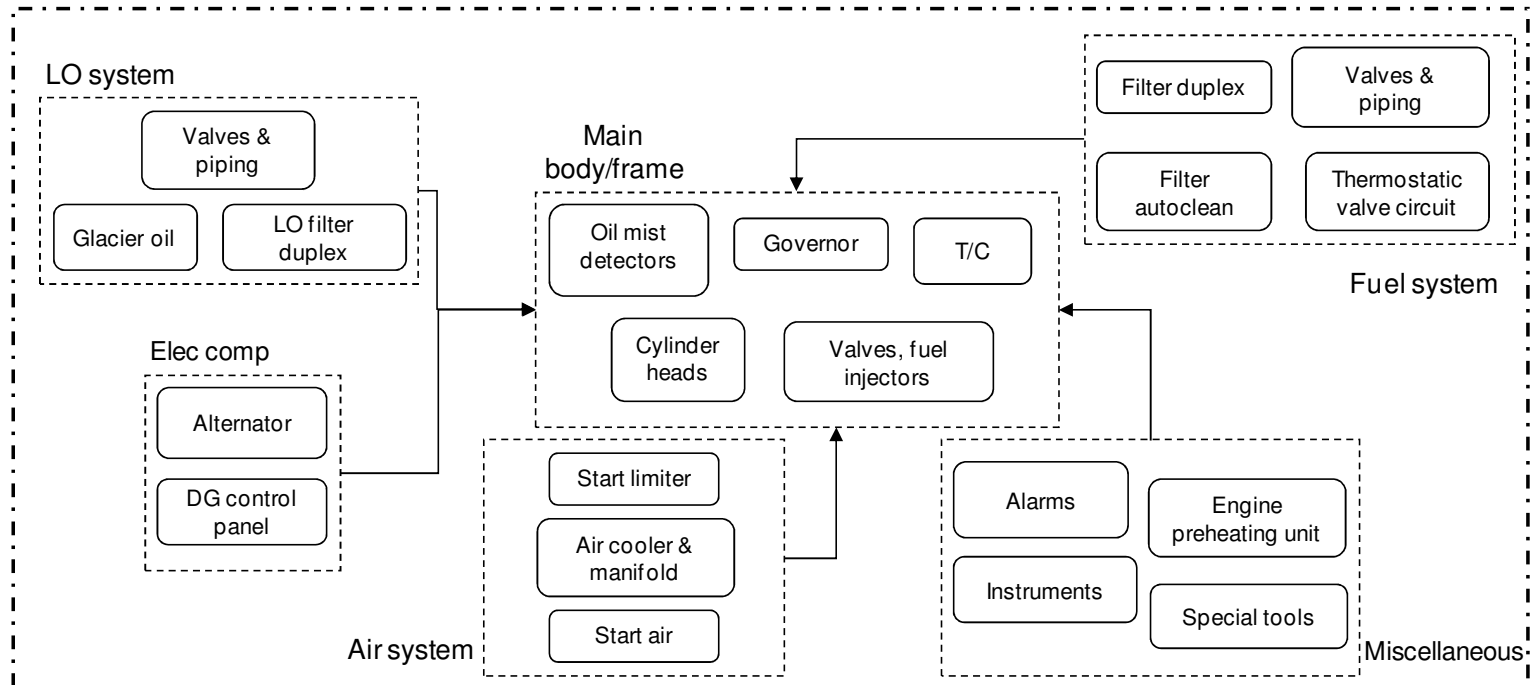 LO system
Valves &
piping
Glacier oil
LO filter
duplex
Elec comp
Alternator
DG control
panel
Main
body/frame
Oil mist
detectors
Governor
T/C
Cylinder
heads
Valves, fuel
injectors
Start limiter
Air cooler &
manifold
Start air
Air system
Filter duplex
Valves &
piping
Filter
autoclean
Thermostatic
valve circuit
Fuel system
Alarms
Engine
preheating unit
Instruments
Special tools
Miscellaneous